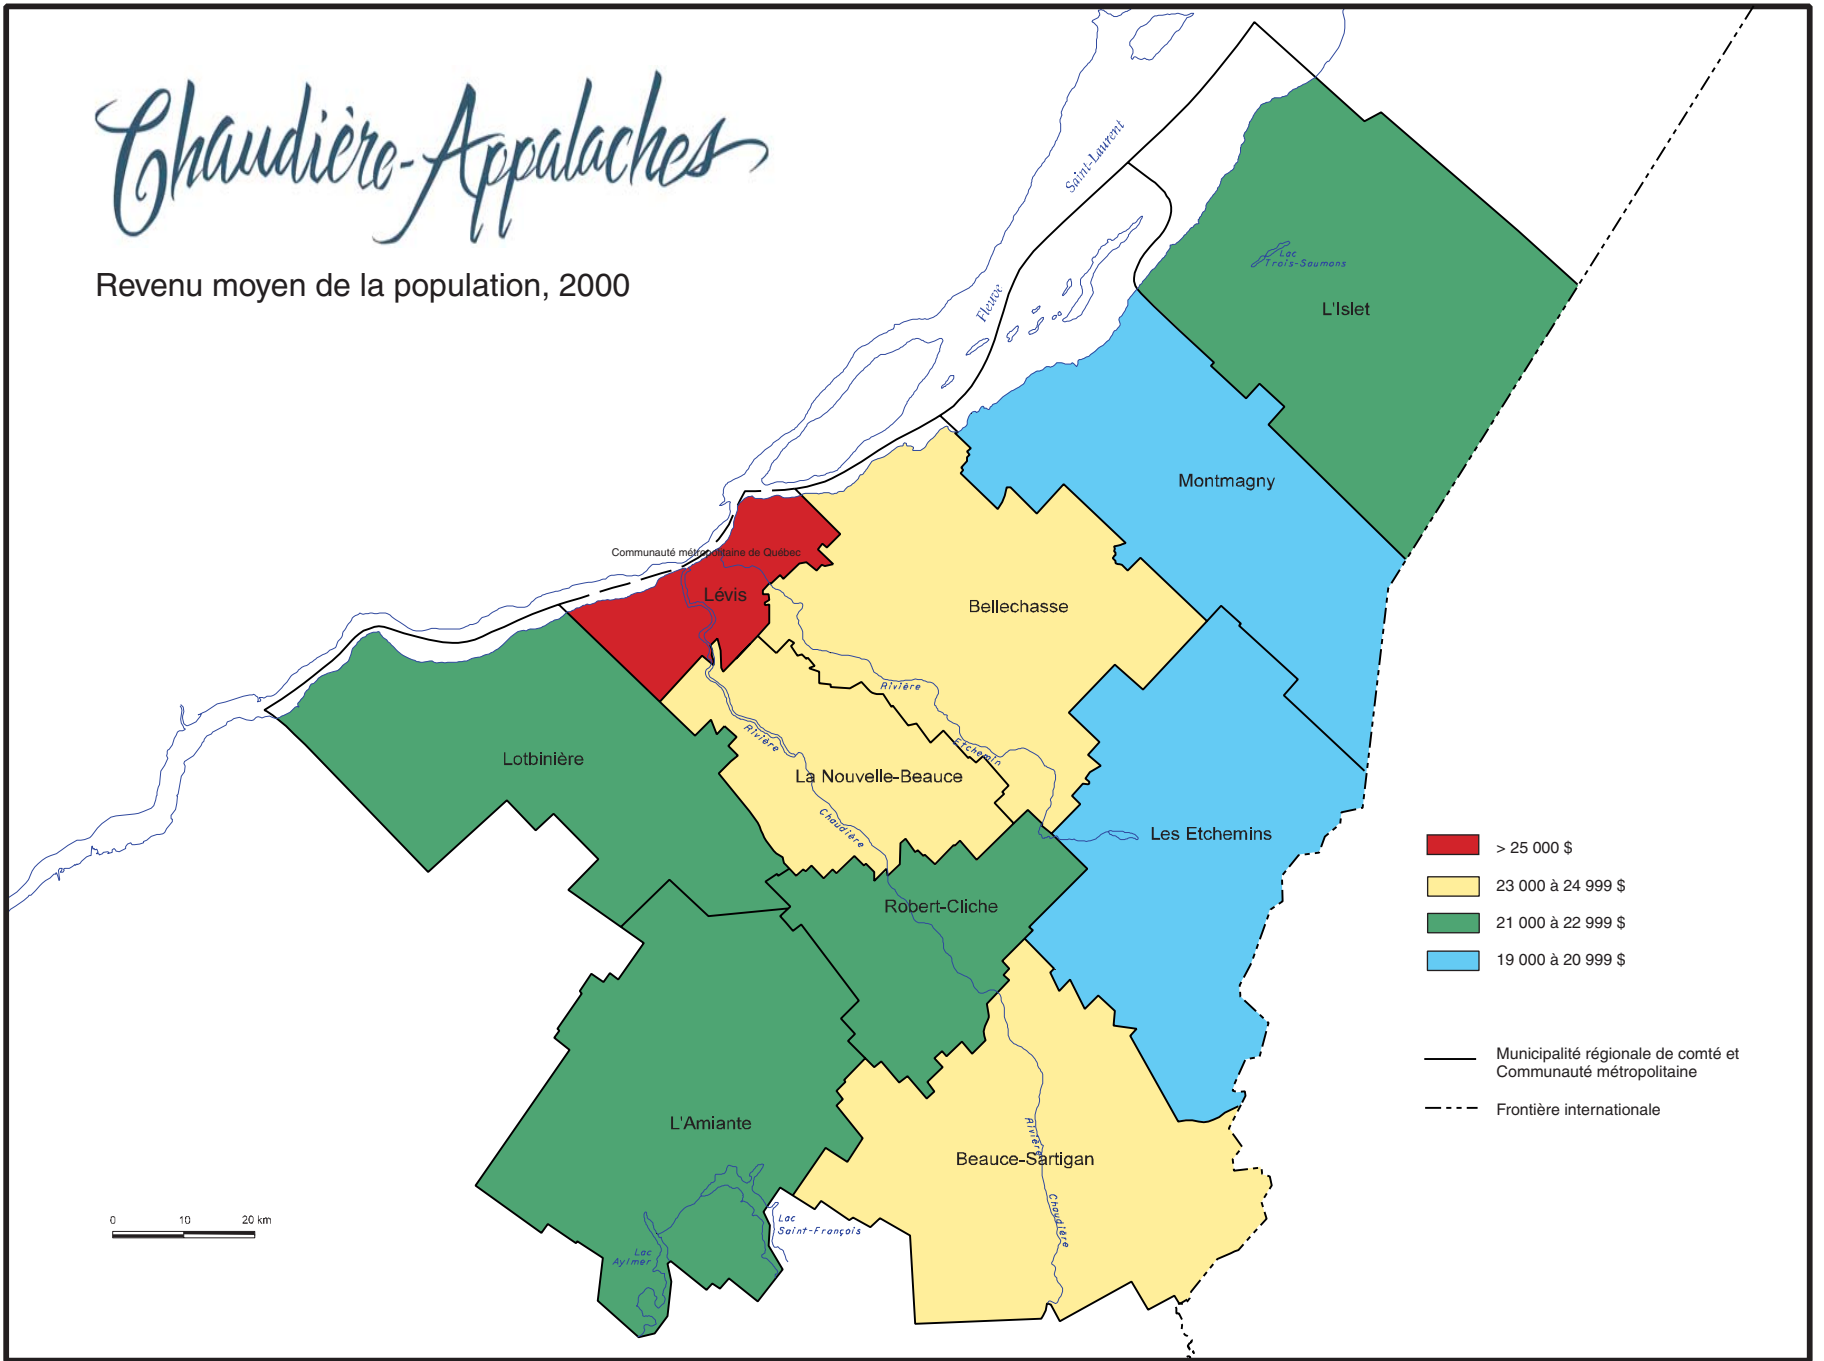 Chaudière-Appalaches
Revenu moyen de la population, 2000
Saint-Laurent
Fleuve
Lac
Trois-Saumons
L'Islet
Montmagny
Communauté métropolitaine de Québec
Lévis
Bellechasse
Rivière
Etchemin
Rivière
Chaudière
Lotbinière
La Nouvelle-Beauce
Les Etchemins
Robert-Cliche
L'Amiante
Beauce-Sartigan
Rivière
Chaudière
Lac
Saint-François
Lac
Aylmer
0 10 20 km
> 25 000 $
23 000 à 24 999 $
21 000 à 22 999 $
19 000 à 20 999 $
Municipalité régionale de comté et
Communauté métropolitaine
Frontière internationale